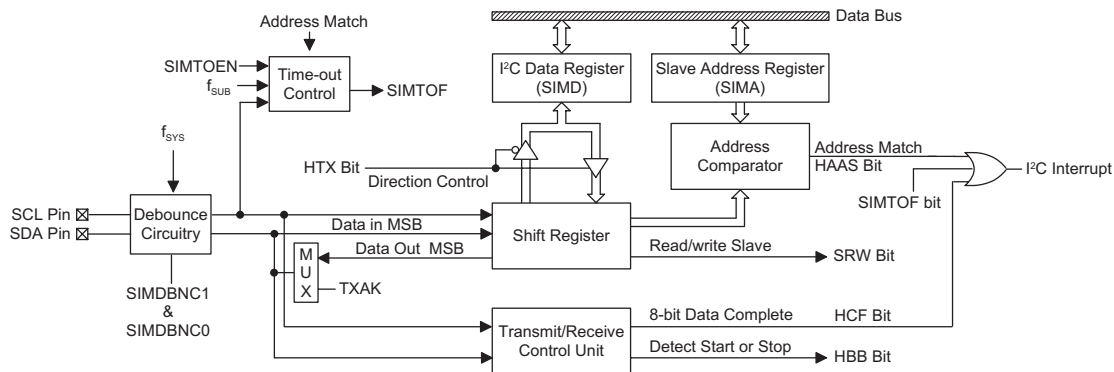 Data Bus
Address Match
SIMTOEN
fSUB
Time-out
Control
SIMTOF
I²C Data Register
(SIMD)
Slave Address Register
(SIMA)
fSYS
HTX Bit
Direction Control
Address
Comparator
Address Match
HAAS Bit
I²C Interrupt
SIMTOF bit
SCL Pin
SDA Pin
Debounce
Circuitry
Data in MSB
Data Out MSB
Shift Register
Read/write Slave
SRW Bit
MUX
TXAK
SIMDBNC1
&
SIMDBNC0
Transmit/Receive
Control Unit
8-bit Data Complete
HCF Bit
Detect Start or Stop
HBB Bit